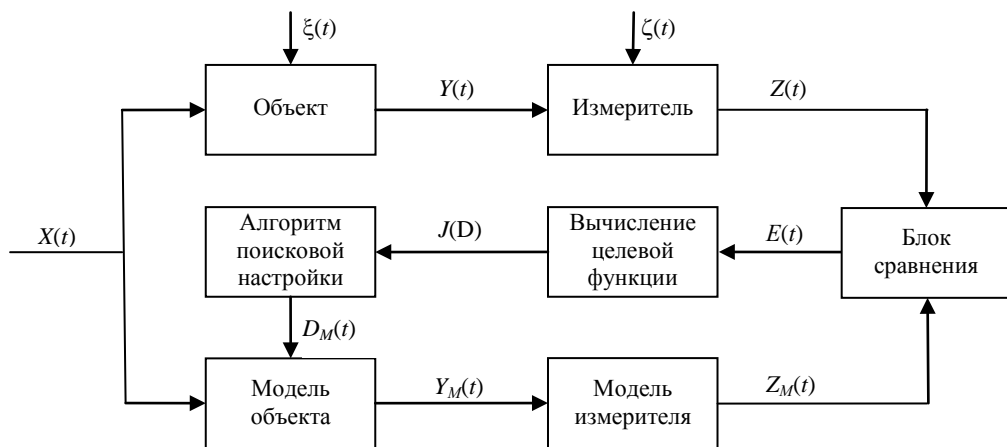 ξ(t)
ζ(t)
Объект
Y(t)
Измеритель
Z(t)
X(t)
Алгоритм
поисковой
настройки
J(D)
Вычисление
целевой
функции
E(t)
Блок
сравнения
D_M(t)
Модель
объекта
Y_M(t)
Модель
измерителя
Z_M(t)